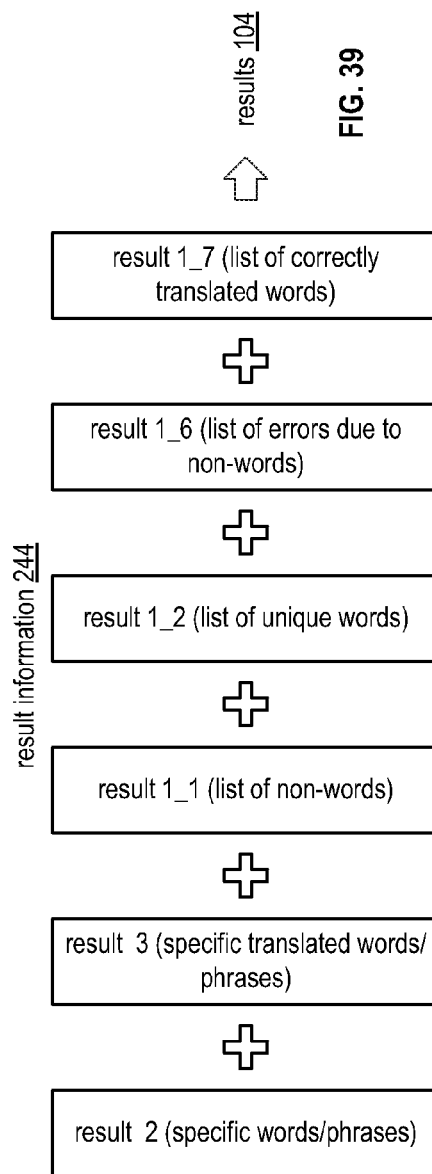 result information 244
result 2 (specific words/phrases)
result 3 (specific translated words/
phrases)
result 1_1 (list of non-words)
result 1_2 (list of unique words)
result 1_6 (list of errors due to
non-words)
result 1_7 (list of correctly
translated words)
results 104
FIG. 39